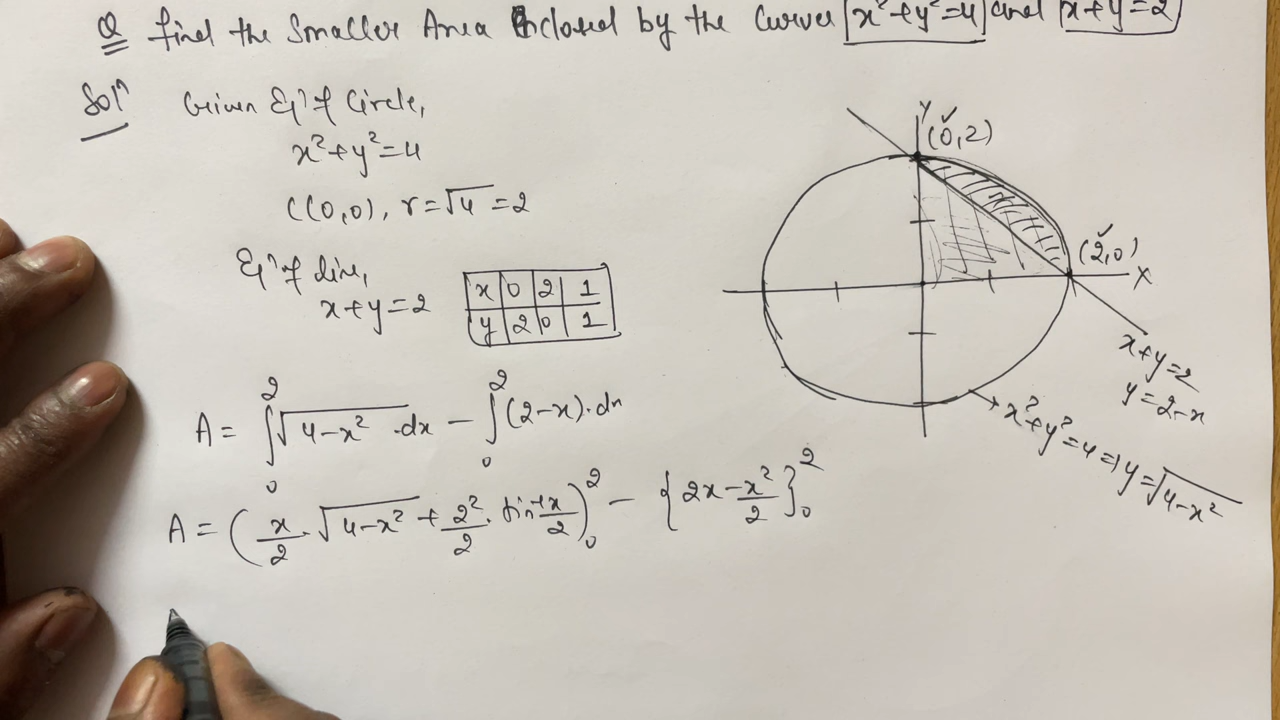 Q Find the Smaller Area Enclosed by the Curves x²+y²=4 and x+y=2
Solⁿ Given Eqⁿ of Circle,
x²+y²=4
C(0,0), r=√4=2
Eqⁿ of line,
x+y=2
x 0 2 1
y 2 0 1
A = ∫₀² √(4-x²) .dx - ∫₀² (2-x).dx
A = (x/2 . √(4-x²) + 2²/2 . sin⁻¹ x/2)₀² - {2x - x²/2}₀²
Y
(0,2)
(2,0)
X
x+y=2
y=2-x
x²+y²=4 => y=√(4-x²)